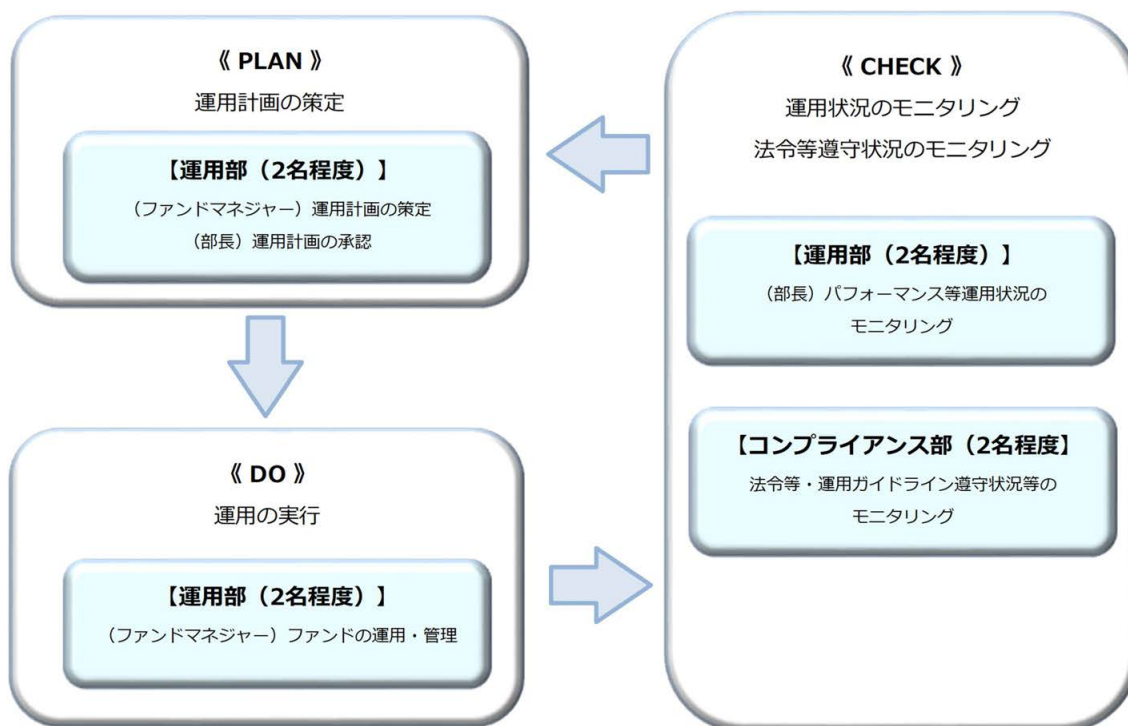 《 PLAN 》
運用計画の策定
【運用部（2名程度）】
（ファンドマネジャー）運用計画の策定
（部長）運用計画の承認
《 DO 》
運用の実行
【運用部（2名程度）】
（ファンドマネジャー）ファンドの運用・管理
《 CHECK 》
運用状況のモニタリング
法令等遵守状況のモニタリング
【運用部（2名程度）】
（部長）パフォーマンス等運用状況の
モニタリング
【コンプライアンス部（2名程度】
法令等・運用ガイドライン遵守状況等の
モニタリング